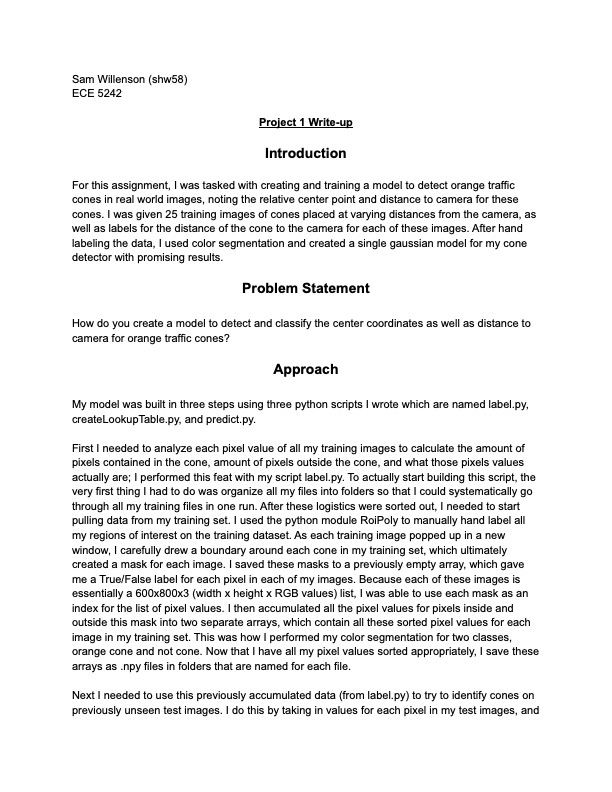 Sam Willenson (shw58)
ECE 5242
Project 1 Write-up
Introduction
For this assignment, I was tasked with creating and training a model to detect orange traffic
cones in real world images, noting the relative center point and distance to camera for these
cones. I was given 25 training images of cones placed at varying distances from the camera, as
well as labels for the distance of the cone to the camera for each of these images. After hand
labeling the data, I used color segmentation and created a single gaussian model for my cone
detector with promising results.
Problem Statement
How do you create a model to detect and classify the center coordinates as well as distance to
camera for orange traffic cones?
Approach
My model was built in three steps using three python scripts I wrote which are named label.py,
createLookupTable.py, and predict.py.
First I needed to analyze each pixel value of all my training images to calculate the amount of
pixels contained in the cone, amount of pixels outside the cone, and what those pixels values
actually are; I performed this feat with my script label.py. To actually start building this script, the
very first thing I had to do was organize all my files into folders so that I could systematically go
through all my training files in one run. After these logistics were sorted out, I needed to start
pulling data from my training set. I used the python module RoiPoly to manually hand label all
my regions of interest on the training dataset. As each training image popped up in a new
window, I carefully drew a boundary around each cone in my training set, which ultimately
created a mask for each image. I saved these masks to a previously empty array, which gave
me a True/False label for each pixel in each of my images. Because each of these images is
essentially a 600x800x3 (width x height x RGB values) list, I was able to use each mask as an
index for the list of pixel values. I then accumulated all the pixel values for pixels inside and
outside this mask into two separate arrays, which contain all these sorted pixel values for each
image in my training set. This was how I performed my color segmentation for two classes,
orange cone and not cone. Now that I have all my pixel values sorted appropriately, I save these
arrays as .npy files in folders that are named for each file.
Next I needed to use this previously accumulated data (from label.py) to try to identify cones on
previously unseen test images. I do this by taking in values for each pixel in my test images, and